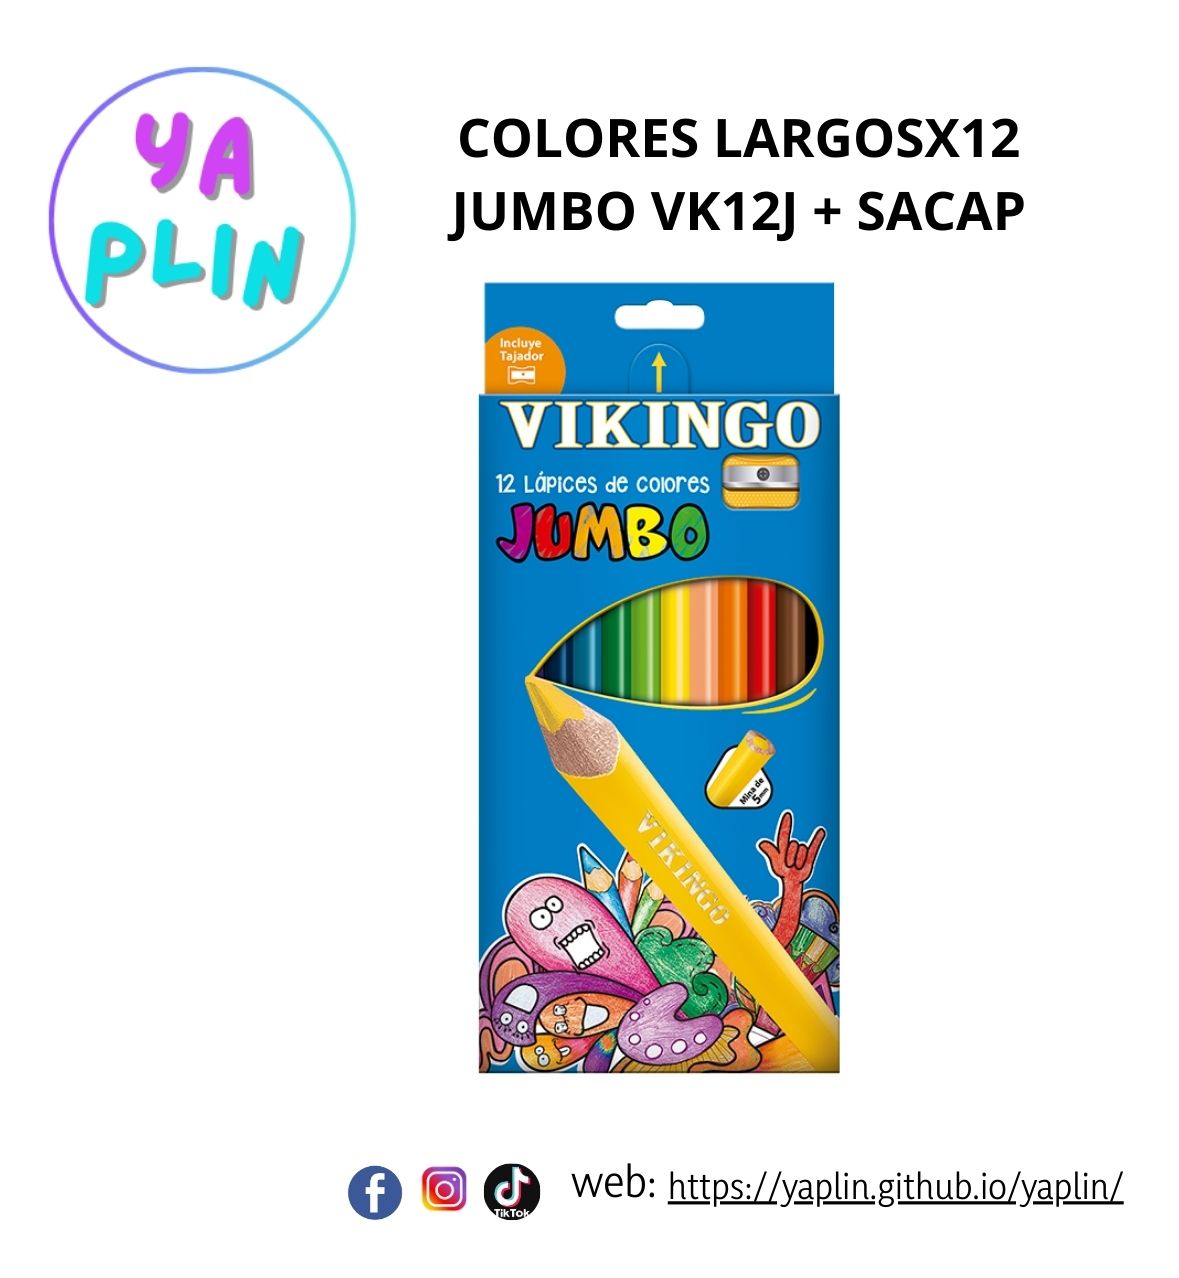 YA
PLIN
COLORES LARGOSX12
JUMBO VK12J + SACAP
Incluye
Tajador
VIKINGO
12 Lápices de colores
JUMBO
Mina de
5mm
VIKINGO
TikTok
web: https://yaplin.github.io/yaplin/